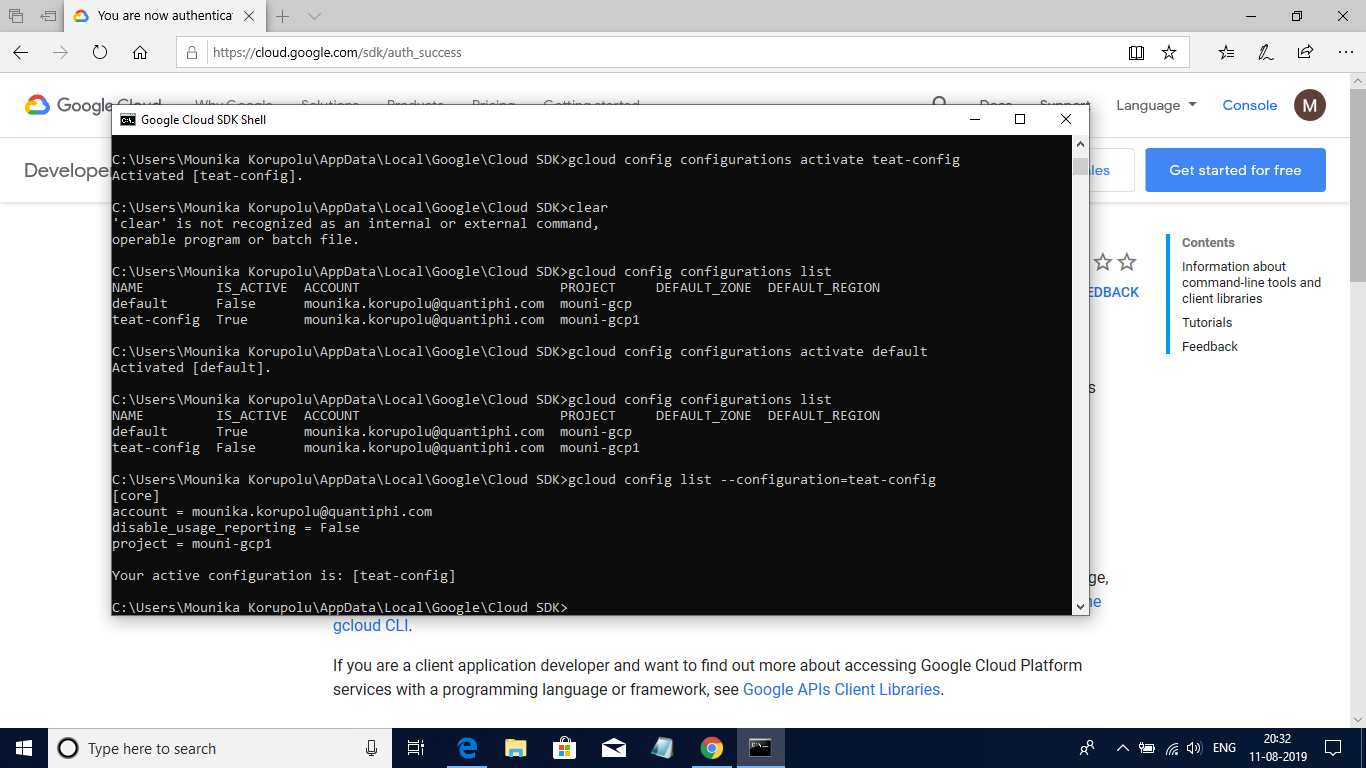 You are now authenticat
https://cloud.google.com/sdk/auth_success
Google Cloud Why Google Solutions Products Pricing Getting started Docs Support Language Console M
Google Cloud SDK Shell
Developer
les
Get started for free
C:\Users\Mounika Korupolu\AppData\Local\Google\Cloud SDK>gcloud config configurations activate teat-config
Activated [teat-config].
C:\Users\Mounika Korupolu\AppData\Local\Google\Cloud SDK>clear
'clear' is not recognized as an internal or external command,
operable program or batch file.
C:\Users\Mounika Korupolu\AppData\Local\Google\Cloud SDK>gcloud config configurations list
NAME IS_ACTIVE ACCOUNT PROJECT DEFAULT_ZONE DEFAULT_REGION
default False mounika.korupolu@quantiphi.com mouni-gcp
teat-config True mounika.korupolu@quantiphi.com mouni-gcp1
C:\Users\Mounika Korupolu\AppData\Local\Google\Cloud SDK>gcloud config configurations activate default
Activated [default].
C:\Users\Mounika Korupolu\AppData\Local\Google\Cloud SDK>gcloud config configurations list
NAME IS_ACTIVE ACCOUNT PROJECT DEFAULT_ZONE DEFAULT_REGION
default True mounika.korupolu@quantiphi.com mouni-gcp
teat-config False mounika.korupolu@quantiphi.com mouni-gcp1
C:\Users\Mounika Korupolu\AppData\Local\Google\Cloud SDK>gcloud config list --configuration=teat-config
[core]
account = mounika.korupolu@quantiphi.com
disable_usage_reporting = False
project = mouni-gcp1
Your active configuration is: [teat-config]
C:\Users\Mounika Korupolu\AppData\Local\Google\Cloud SDK>
Contents
Information about
command-line tools and
client libraries
Tutorials
Feedback
EDBACK
s
ge,
ne
gcloud CLI.
If you are a client application developer and want to find out more about accessing Google Cloud Platform
services with a programming language or framework, see Google APIs Client Libraries.
Type here to search
ENG
20:32
11-08-2019